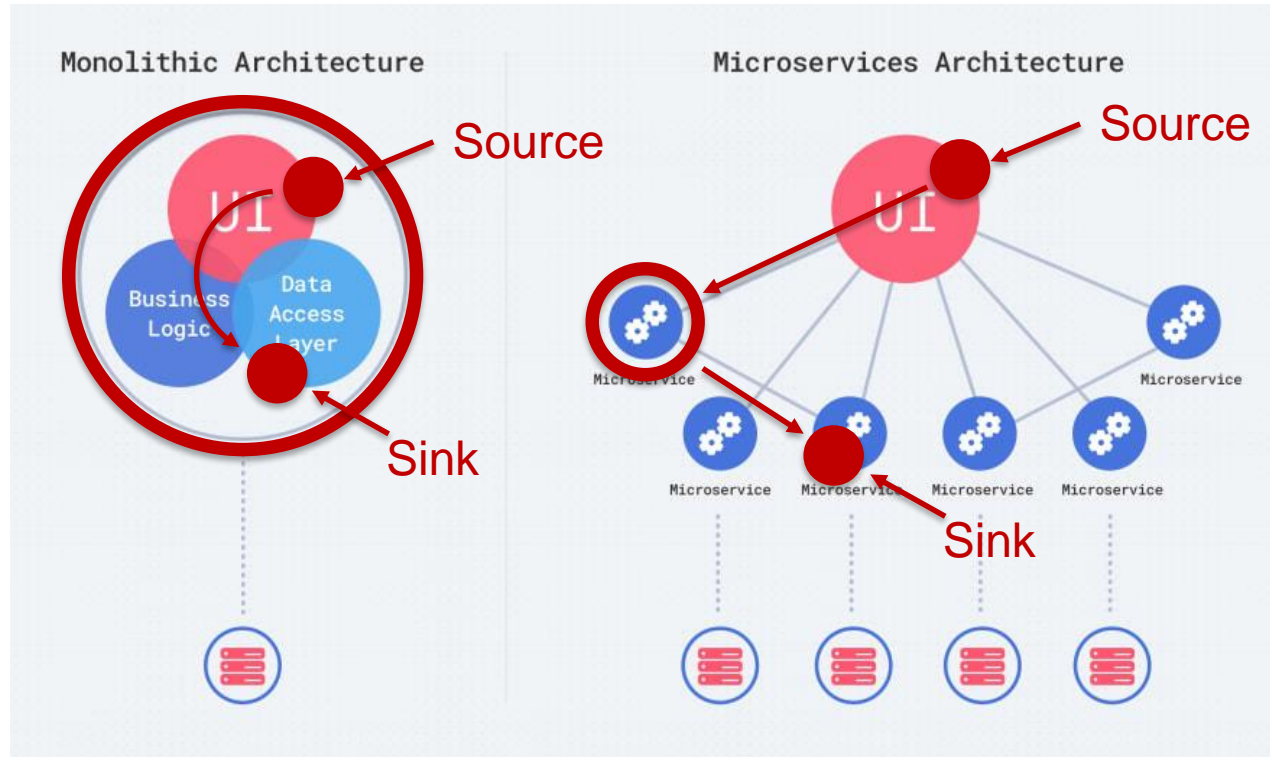 Monolithic Architecture
Source
UI
Business
Logic
Data
Access
Layer
Sink
Microservices Architecture
Source
UI
Microservice
Microservice
Microservice
Microservice
Microservice
Microservice
Sink